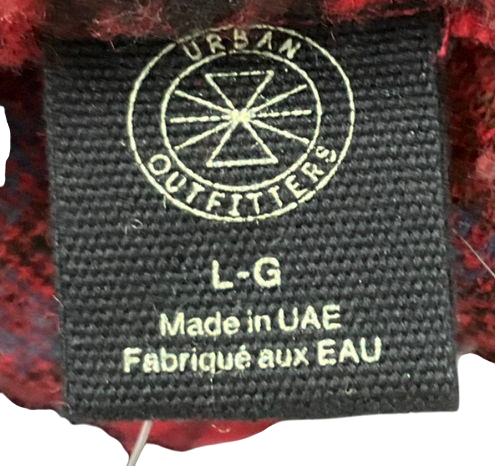 URBAN
OUTFITTERS
L-G
Made in UAE
Fabriqué aux EAU